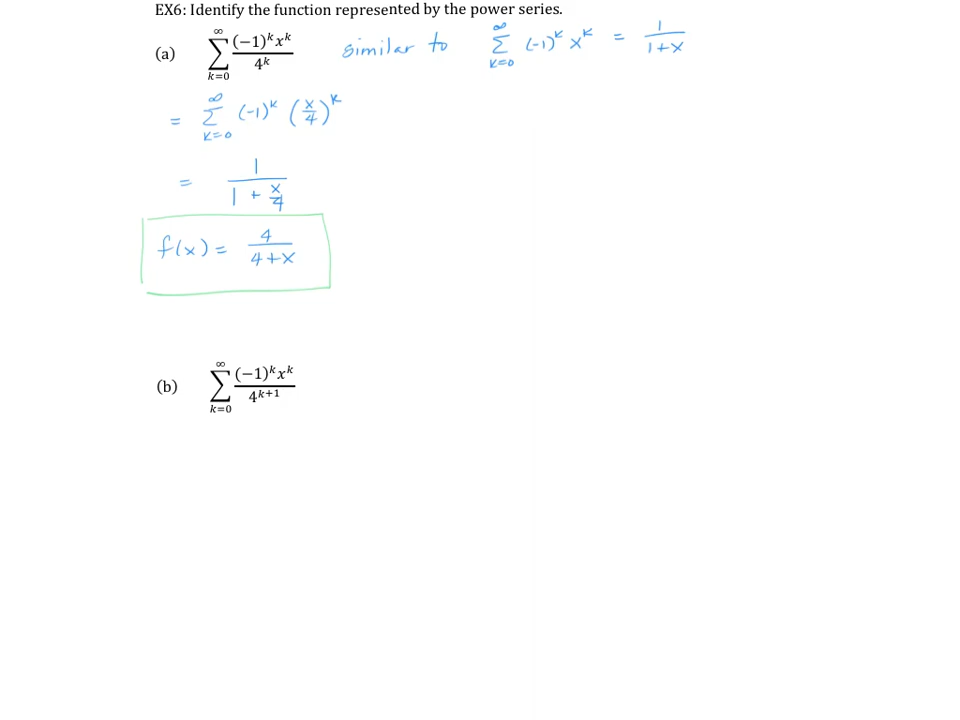 EX6: Identify the function represented by the power series.
(a) ∑_{k=0}^{∞} (−1)^k x^k / 4^k similar to ∑_{k=0}^{∞} (-1)^k x^k = 1/(1+x)
= ∑_{k=0}^{∞} (-1)^k (x/4)^k
= 1/(1 + x/4)
f(x) = 4/(4+x)
(b) ∑_{k=0}^{∞} (−1)^k x^k / 4^{k+1}